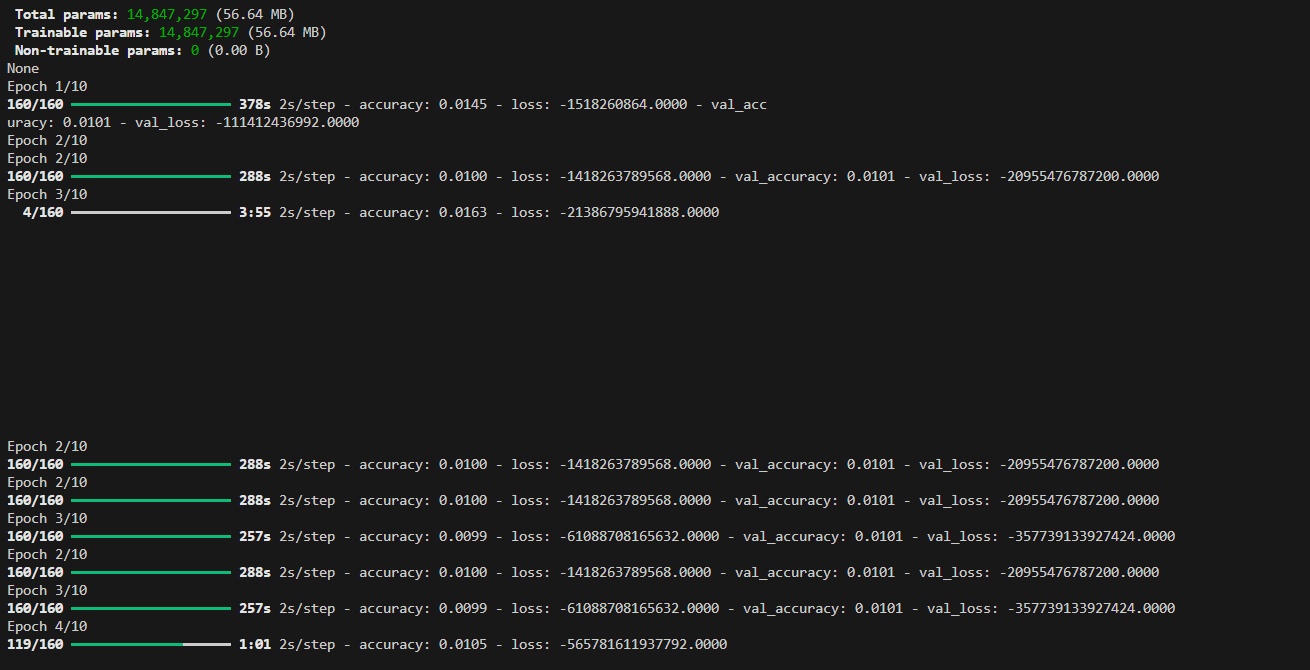 Total params: 14,847,297 (56.64 MB)
Trainable params: 14,847,297 (56.64 MB)
Non-trainable params: 0 (0.00 B)
None
Epoch 1/10
160/160 378s 2s/step - accuracy: 0.0145 - loss: -1518260864.0000 - val_acc
uracy: 0.0101 - val_loss: -111412436992.0000
Epoch 2/10
Epoch 2/10
160/160 288s 2s/step - accuracy: 0.0100 - loss: -1418263789568.0000 - val_accuracy: 0.0101 - val_loss: -20955476787200.0000
Epoch 3/10
4/160 3:55 2s/step - accuracy: 0.0163 - loss: -21386795941888.0000
Epoch 2/10
160/160 288s 2s/step - accuracy: 0.0100 - loss: -1418263789568.0000 - val_accuracy: 0.0101 - val_loss: -20955476787200.0000
Epoch 2/10
160/160 288s 2s/step - accuracy: 0.0100 - loss: -1418263789568.0000 - val_accuracy: 0.0101 - val_loss: -20955476787200.0000
Epoch 3/10
160/160 257s 2s/step - accuracy: 0.0099 - loss: -61088708165632.0000 - val_accuracy: 0.0101 - val_loss: -357739133927424.0000
Epoch 2/10
160/160 288s 2s/step - accuracy: 0.0100 - loss: -1418263789568.0000 - val_accuracy: 0.0101 - val_loss: -20955476787200.0000
Epoch 3/10
160/160 257s 2s/step - accuracy: 0.0099 - loss: -61088708165632.0000 - val_accuracy: 0.0101 - val_loss: -357739133927424.0000
Epoch 4/10
119/160 1:01 2s/step - accuracy: 0.0105 - loss: -565781611937792.0000